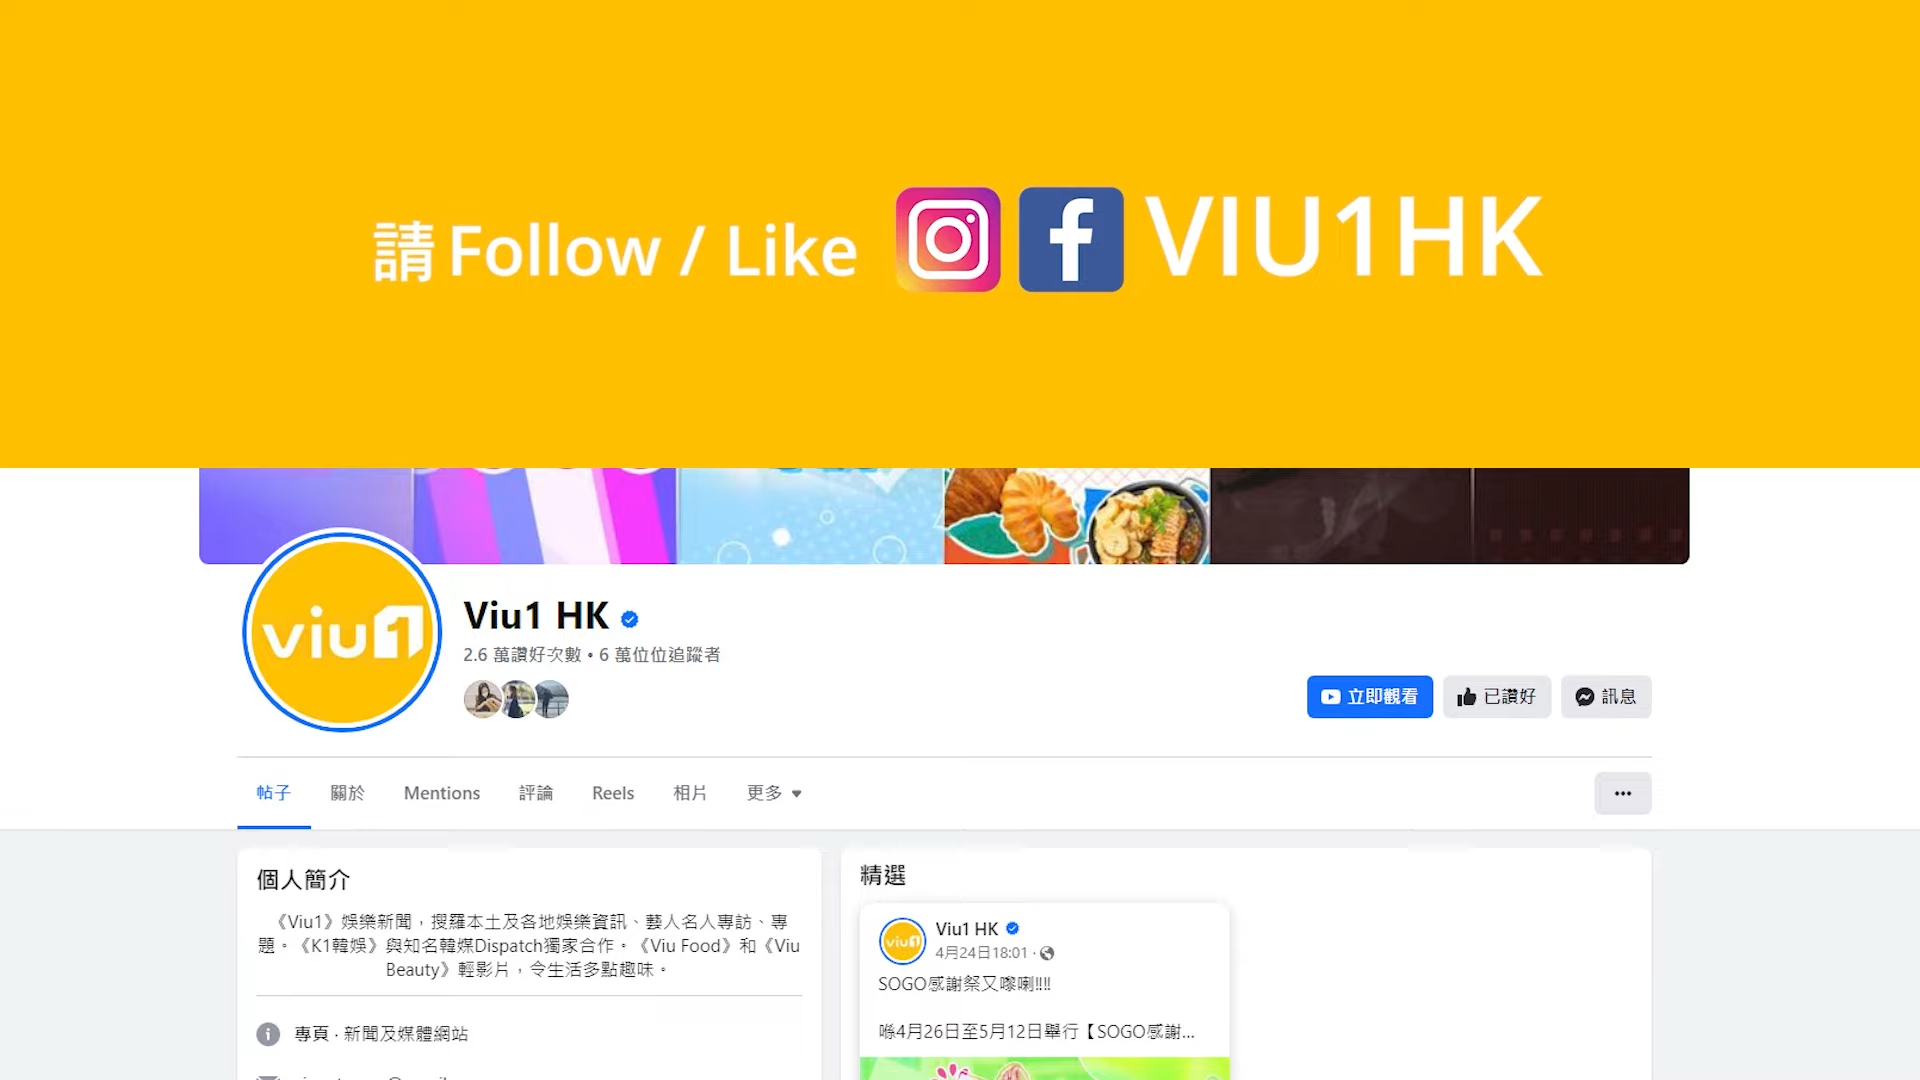 請 Follow / Like VIU1HK
viu1
Viu1 HK
2.6 萬讚好次數 • 6 萬位位追蹤者
立即觀看
已讚好
訊息
帖子
關於
Mentions
評論
Reels
相片
更多
個人簡介
《Viu1》娛樂新聞，搜羅本土及各地娛樂資訊、藝人名人專訪、專
題。《K1韓娛》與知名韓媒Dispatch獨家合作。《Viu Food》和《Viu
Beauty》輕影片，令生活多點趣味。
專頁 · 新聞及媒體網站
精選
viu1
Viu1 HK
4月24日18:01 ·
SOGO感謝祭又嚟喇!!!!
喺4月26日至5月12日舉行【SOGO感謝...